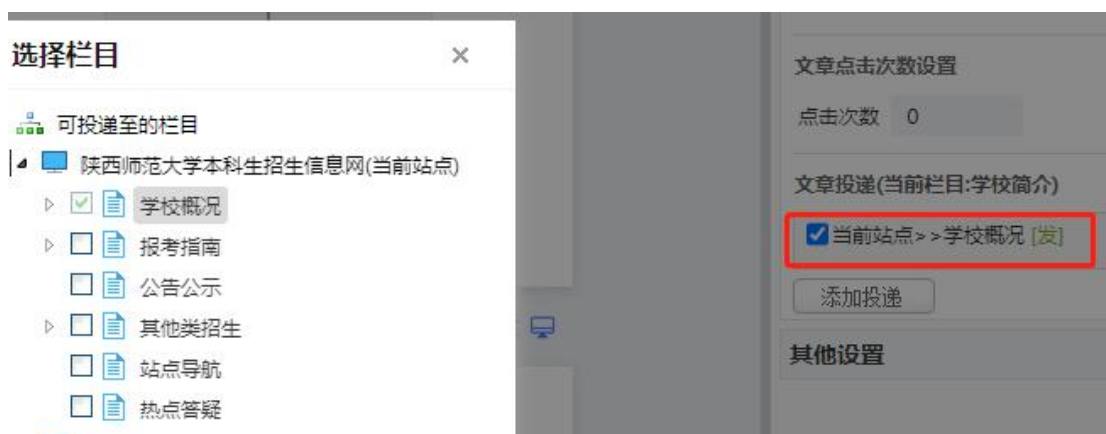 选择栏目
可投递至的栏目
陕西师范大学本科生招生信息网(当前站点)
学校概况
报考指南
公告公示
其他类招生
站点导航
热点答疑
文章点击次数设置
点击次数 0
文章投递(当前栏目:学校简介)
当前站点>>学校概况 [发]
添加投递
其他设置